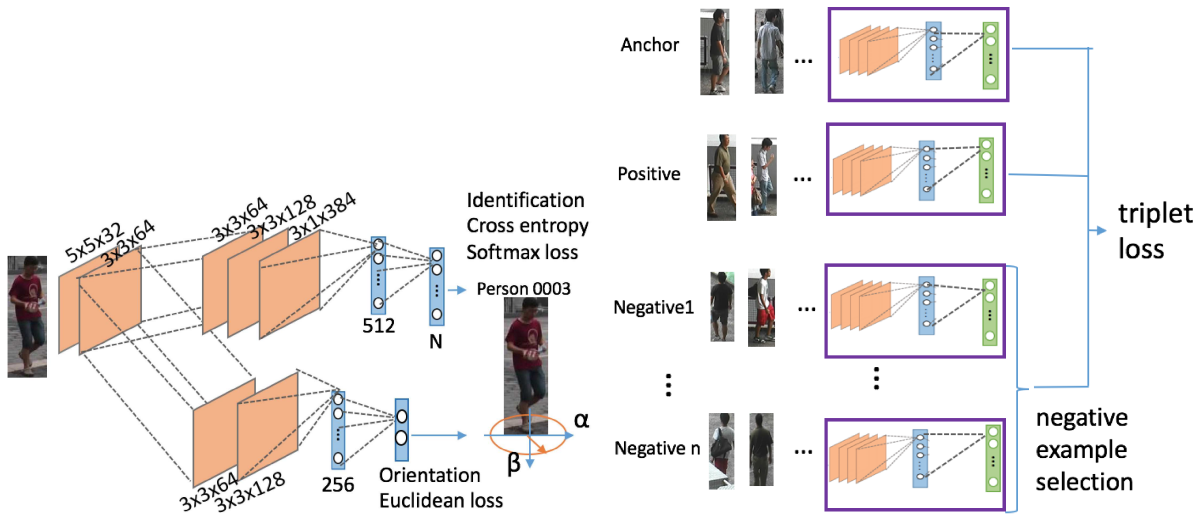 5x5x32
3x3x64
3x3x64
3x3x128
3x1x384
512
N
Identification
Cross entropy
Softmax loss
Person 0003
3x3x64
3x3x128
256
Orientation
Euclidean loss
α
β
Anchor
...
Positive
...
Negative1
...
Negative n
...
triplet
loss
negative
example
selection